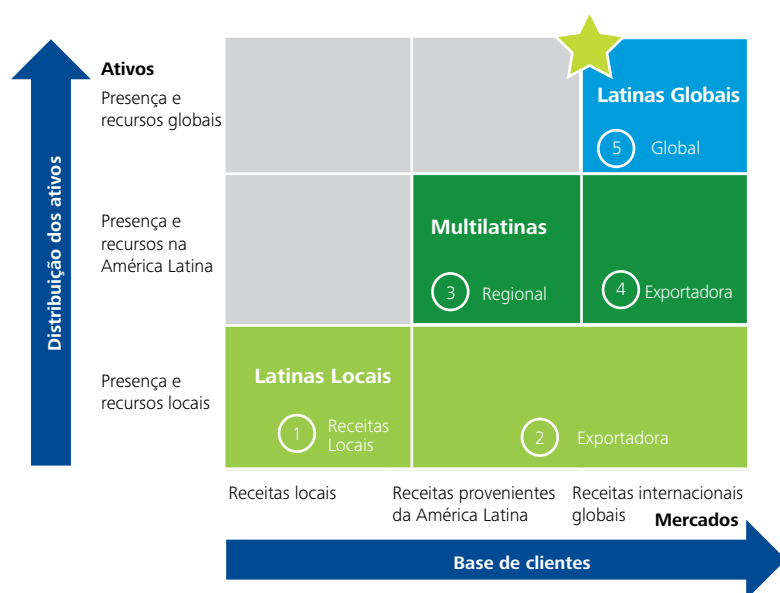 Ativos
Presença e
recursos globais
Latinas Globais
5 Global
Distribuição dos ativos
Presença e
recursos na
América Latina
Multilatinas
3 Regional
4 Exportadora
Presença e
recursos locais
Latinas Locais
1 Receitas
Locais
2 Exportadora
Receitas locais
Receitas provenientes
da América Latina
Receitas internacionais
globais
Mercados
Base de clientes